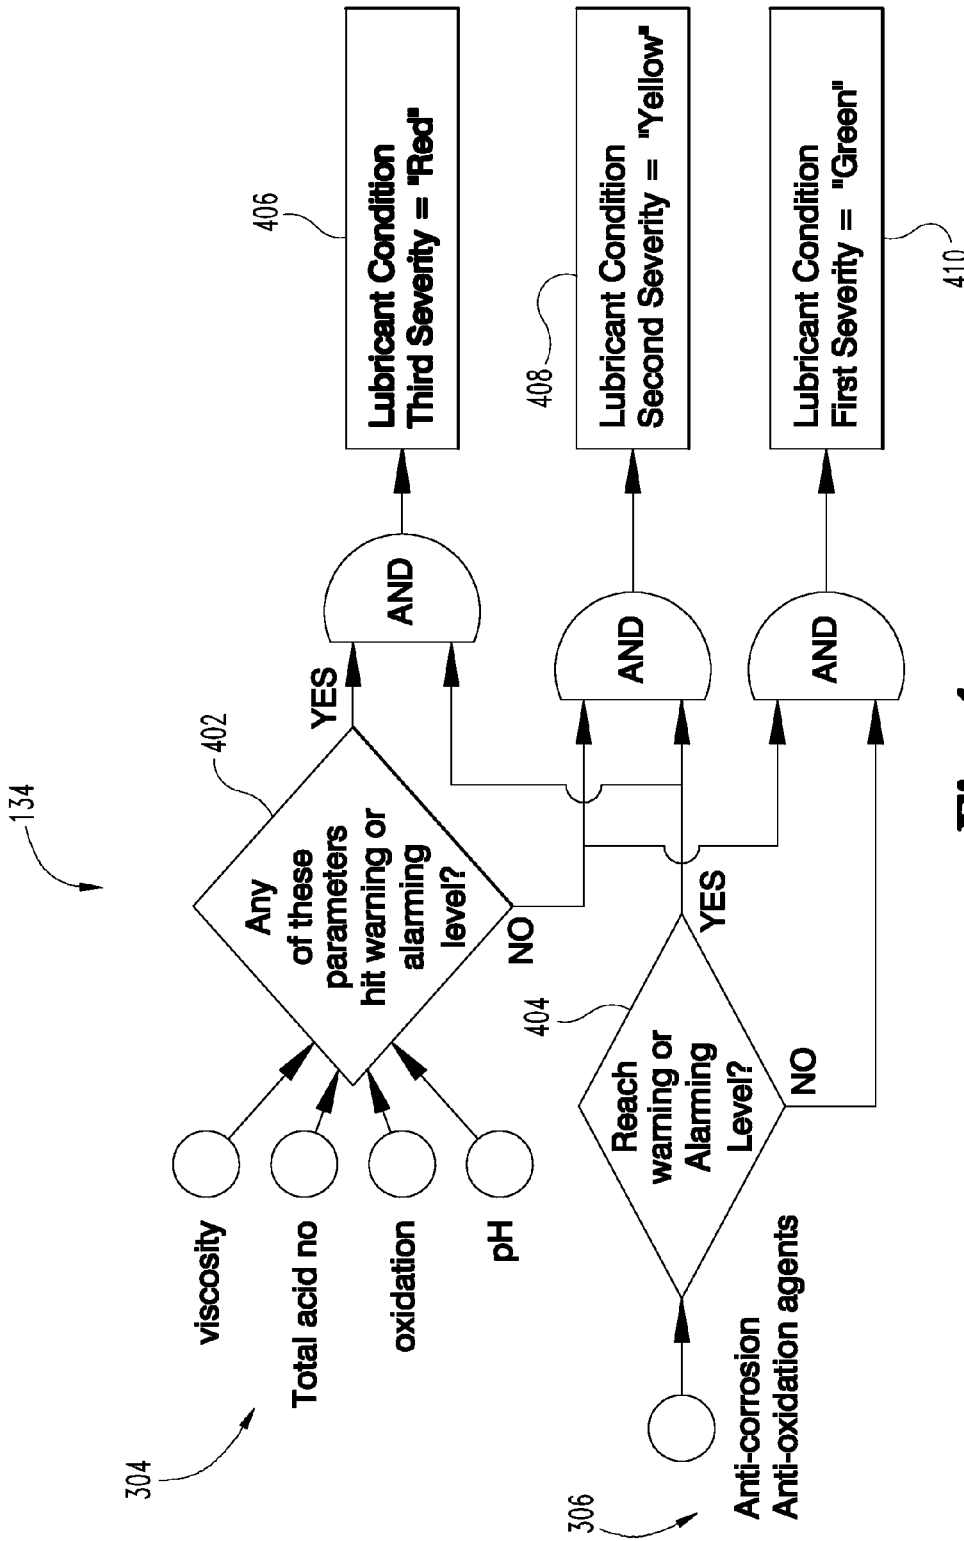 134
304
viscosity
Total acid no
oxidation
pH
402
Any
of these
parameters
hit warning or
alarming
level?
YES
NO
AND
406
Lubricant Condition
Third Severity = "Red"
306
Anti-corrosion
Anti-oxidation agents
404
Reach
warning or
Alarming
Level?
YES
NO
AND
408
Lubricant Condition
Second Severity = "Yellow"
AND
Lubricant Condition
First Severity = "Green"
410